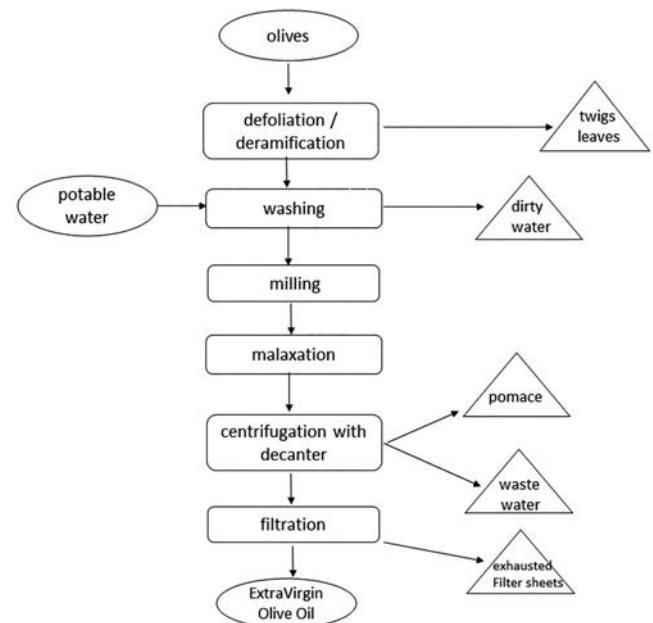 olives
defoliation /
deramification
twigs
leaves
potable
water
washing
dirty
water
milling
malaxation
centrifugation with
decanter
pomace
waste
water
filtration
exhausted
Filter sheets
ExtraVirgin
Olive Oil